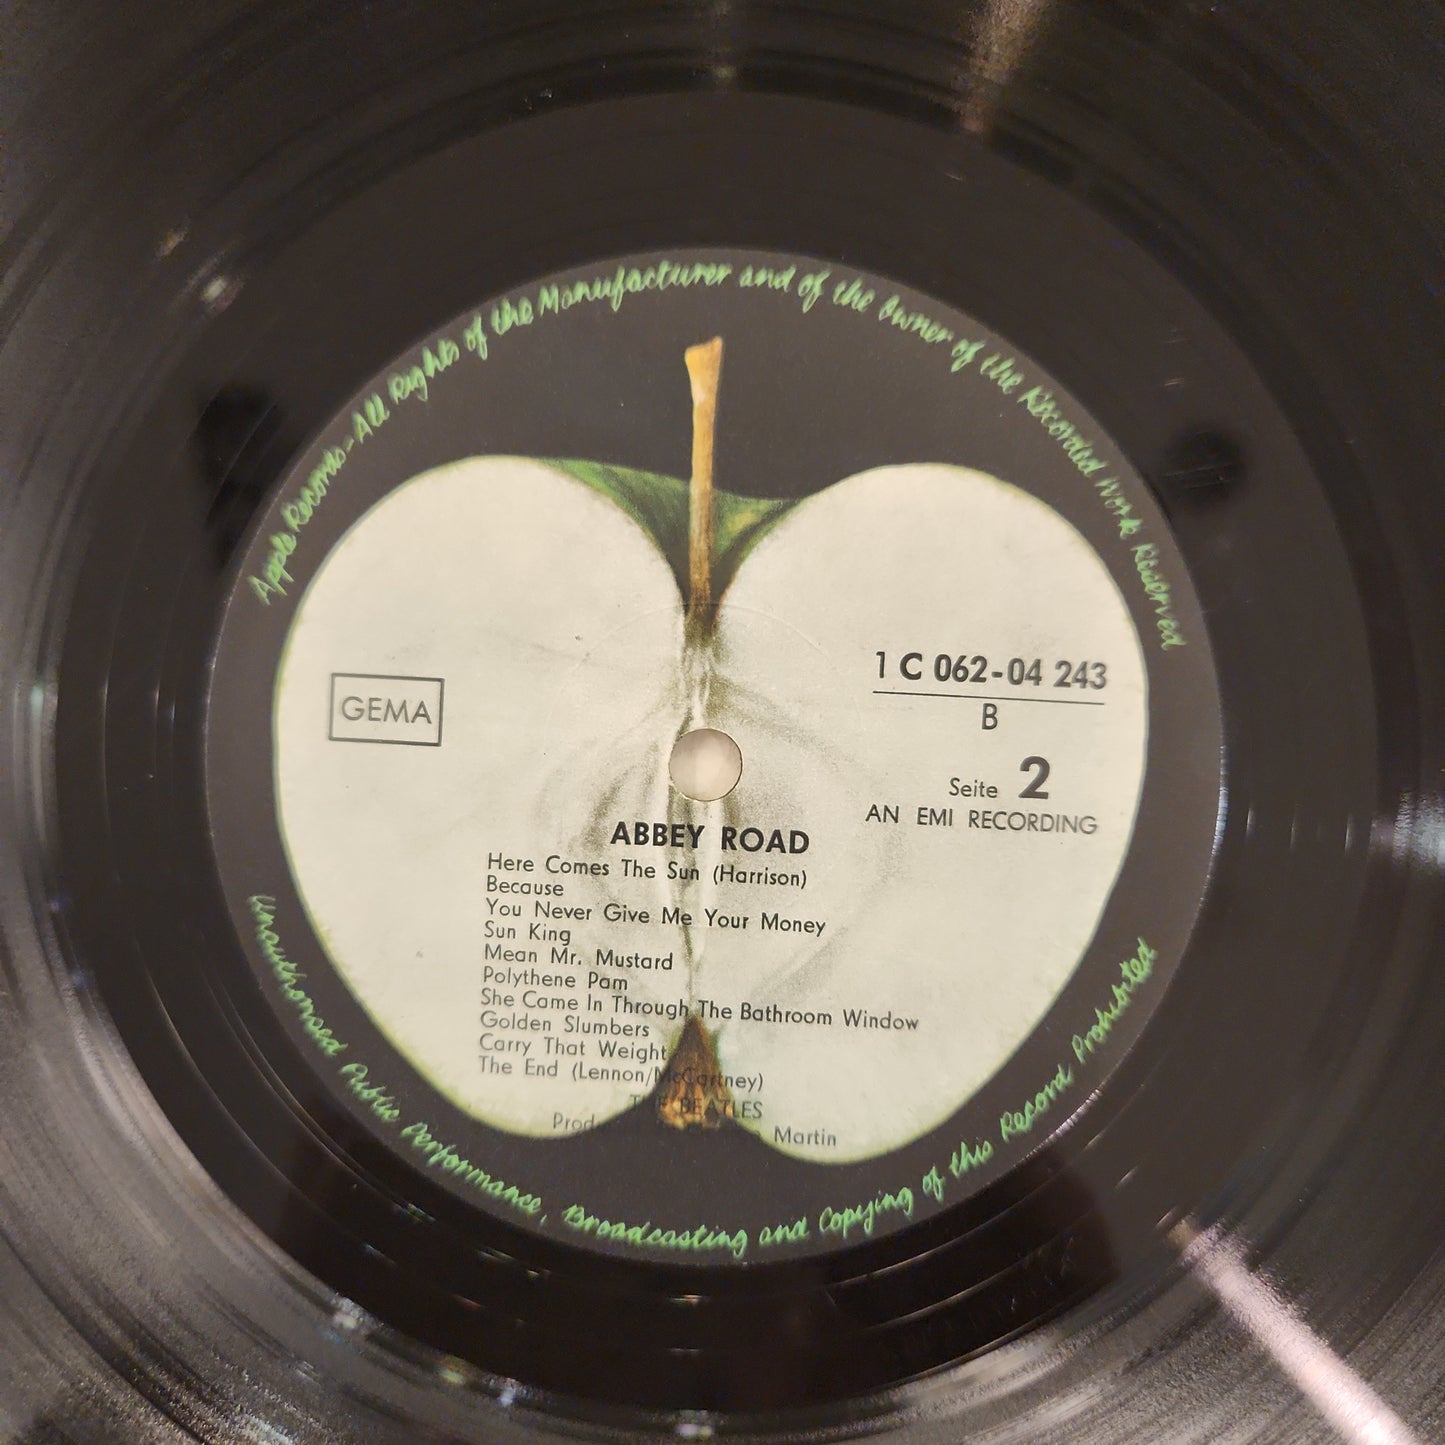 Apple Records-All Rights of the Manufacturer and of the Owner of the Recorded Work Reserved
GEMA
1 C 062-04 243
B
Seite 2
AN EMI RECORDING
ABBEY ROAD
Here Comes The Sun (Harrison)
Because
You Never Give Me Your Money
Sun King
Mean Mr. Mustard
Polythene Pam
She Came In Through The Bathroom Window
Golden Slumbers
Carry That Weight
The End (Lennon/McCartney)
THE BEATLES
Martin
Unauthorised Public Performance, Broadcasting and Copying of this Record Prohibited